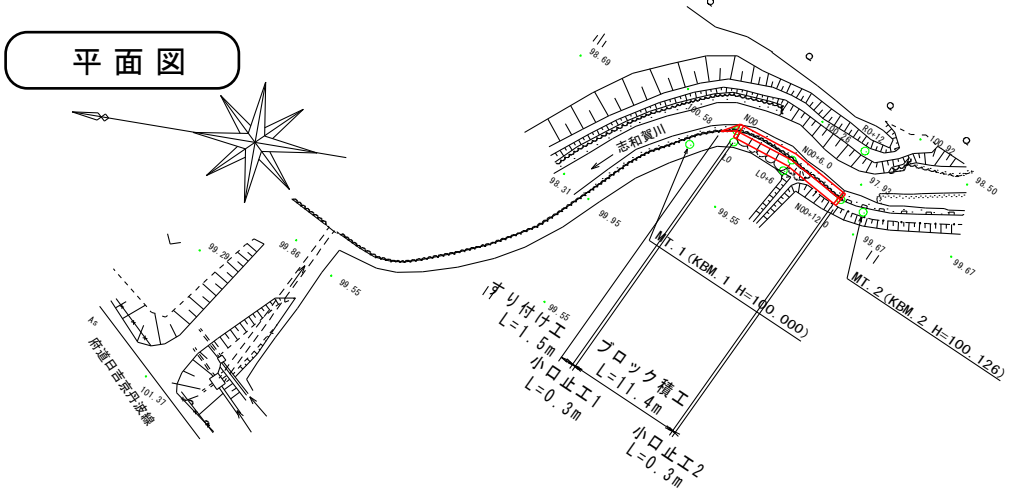 平面図
98.69
100.58
志和賀川
98.31
N00
N00+6.0
100.26
R0+12
100.92
97.93
98.50
L0
L0+6
N00+12.0
99.95
99.55
99.67
99.67
99.29
99.86
99.55
99.55
MT.1(KBM.1 H=100.000)
MT.2(KBM.2 H=100.126)
すり付け工
L=1.5m
小口止工1
L=0.3m
ブロック積工
L=11.4m
小口止工2
L=0.3m
As
府道日吉京丹波線
101.37